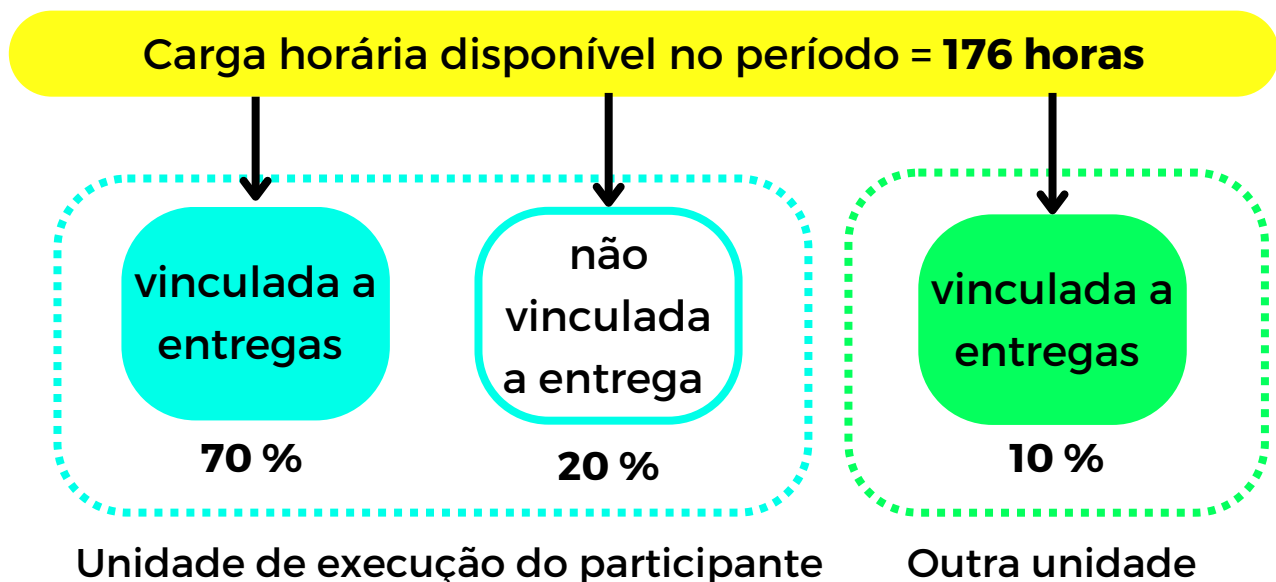 Carga horária disponível no período = 176 horas
vinculada a
entregas
70 %
não
vinculada
a entrega
20 %
vinculada a
entregas
10 %
Unidade de execução do participante
Outra unidade